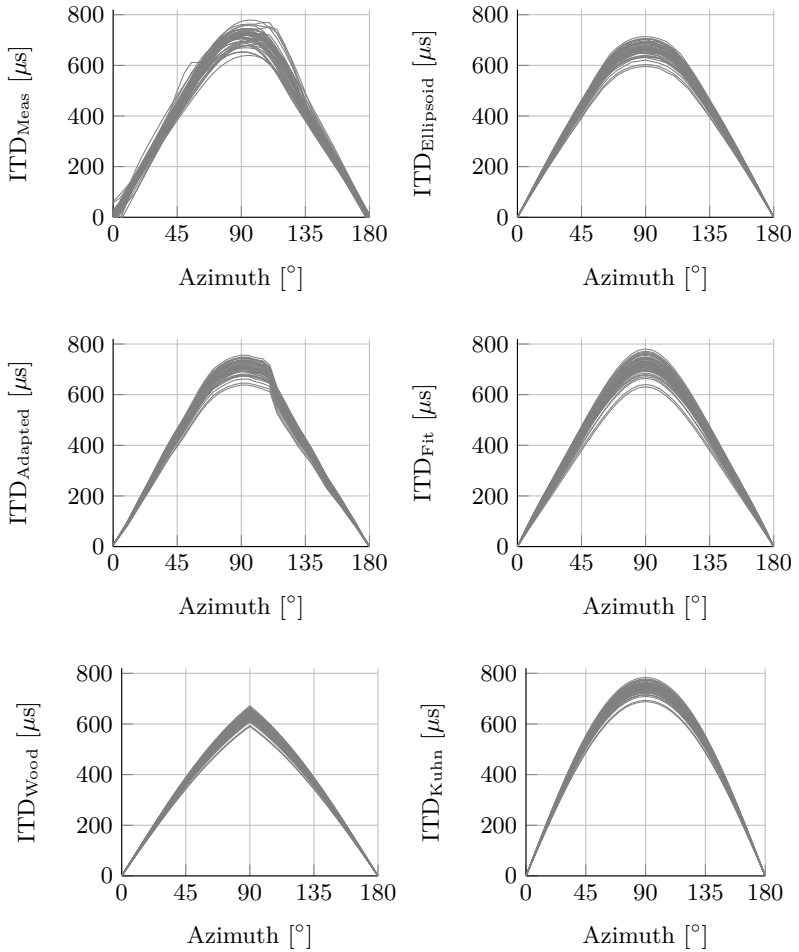 800
600
400
200
0
0 45 90 135 180
Azimuth [°]
ITD_Meas [μs]
800
600
400
200
0
0 45 90 135 180
Azimuth [°]
ITD_Ellipsoid [μs]
800
600
400
200
0
0 45 90 135 180
Azimuth [°]
ITD_Adapted [μs]
800
600
400
200
0
0 45 90 135 180
Azimuth [°]
ITD_Fit [μs]
800
600
400
200
0
0 45 90 135 180
Azimuth [°]
ITD_Wood [μs]
800
600
400
200
0
0 45 90 135 180
Azimuth [°]
ITD_Kuhn [μs]